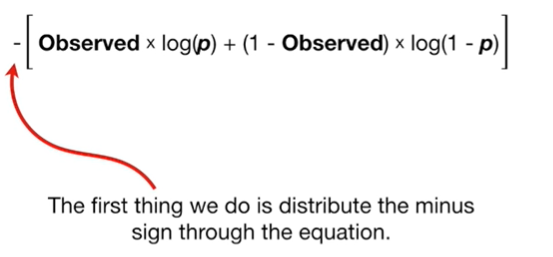 -[Observed × log(p) + (1 - Observed) × log(1 - p)]
The first thing we do is distribute the minus
sign through the equation.